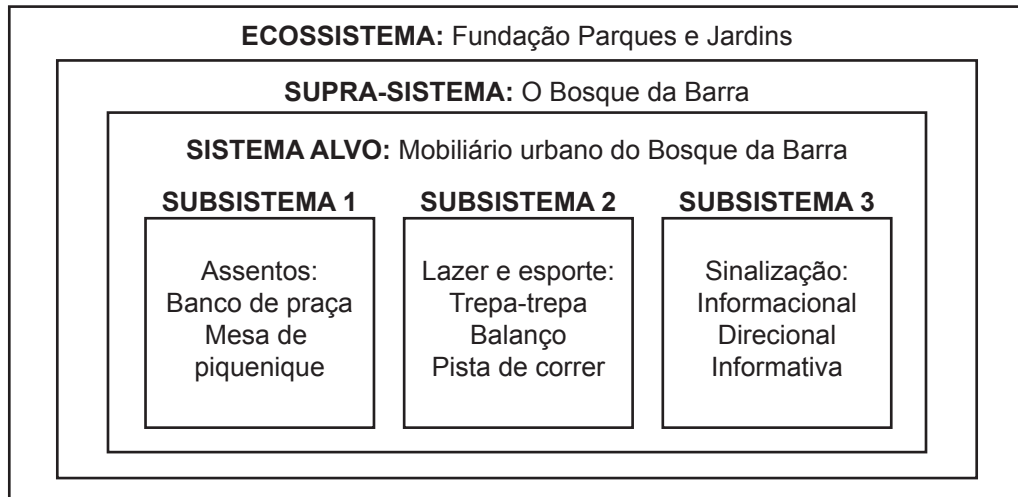 ECOSSISTEMA: Fundação Parques e Jardins
SUPRA-SISTEMA: O Bosque da Barra
SISTEMA ALVO: Mobiliário urbano do Bosque da Barra
SUBSISTEMA 1
Assentos:
Banco de praça
Mesa de
piquenique
SUBSISTEMA 2
Lazer e esporte:
Trepa-trepa
Balanço
Pista de correr
SUBSISTEMA 3
Sinalização:
Informacional
Direcional
Informativa